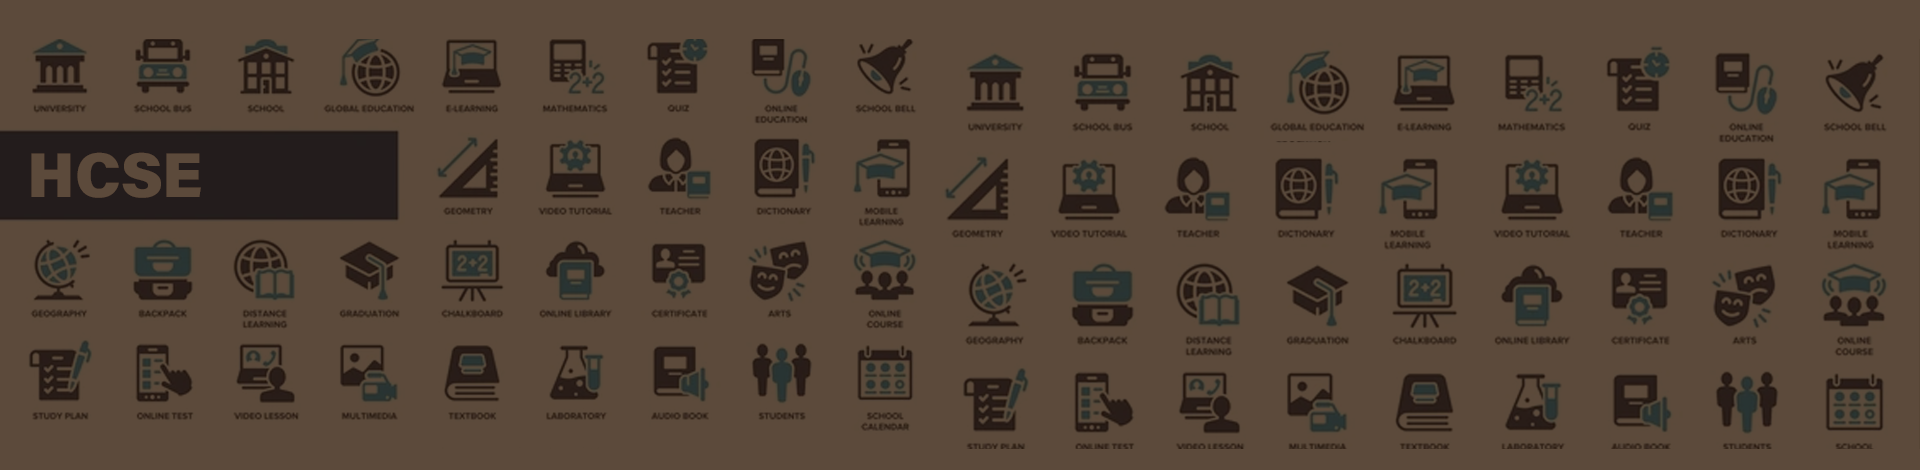 UNIVERSITY SCHOOL BUS SCHOOL GLOBAL EDUCATION E-LEARNING MATHEMATICS QUIZ ONLINE EDUCATION SCHOOL BELL
2+2
HCSE
GEOMETRY VIDEO TUTORIAL TEACHER DICTIONARY MOBILE LEARNING
GEOGRAPHY BACKPACK DISTANCE LEARNING GRADUATION CHALKBOARD ONLINE LIBRARY CERTIFICATE ARTS ONLINE COURSE
2+2
STUDY PLAN ONLINE TEST VIDEO LESSON MULTIMEDIA TEXTBOOK LABORATORY AUDIO BOOK STUDENTS SCHOOL CALENDAR
UNIVERSITY SCHOOL BUS SCHOOL GLOBAL EDUCATION E-LEARNING MATHEMATICS QUIZ ONLINE EDUCATION SCHOOL BELL
2+2
GEOMETRY VIDEO TUTORIAL TEACHER DICTIONARY MOBILE LEARNING VIDEO TUTORIAL TEACHER DICTIONARY MOBILE LEARNING
GEOGRAPHY BACKPACK DISTANCE LEARNING GRADUATION CHALKBOARD ONLINE LIBRARY CERTIFICATE ARTS ONLINE COURSE
2+2
STUDY PLAN ONLINE TEST VIDEO LESSON MULTIMEDIA TEXTBOOK LABORATORY AUDIO BOOK STUDENTS SCHOOL